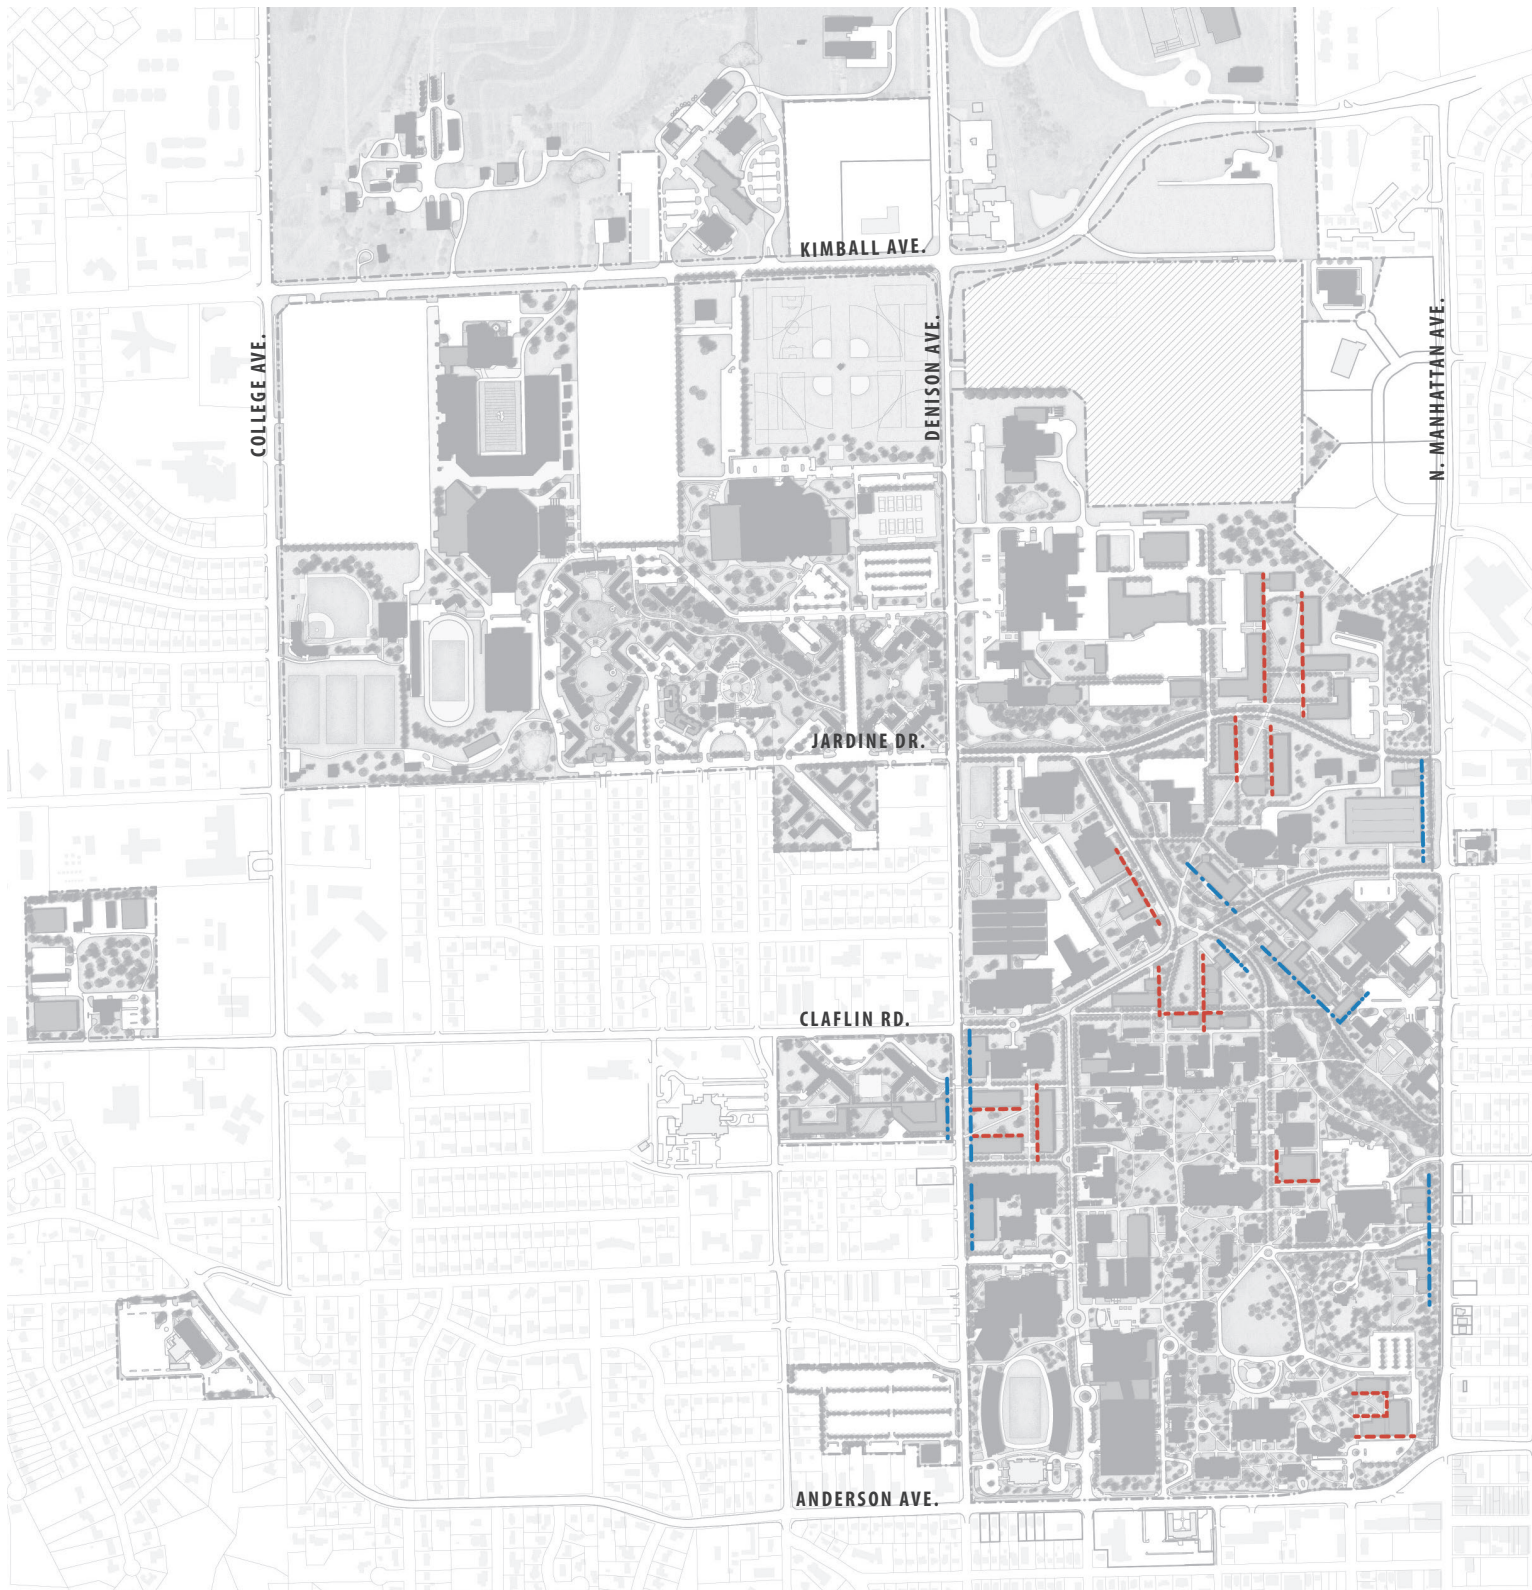 KIMBALL AVE.
COLLEGE AVE.
DENISON AVE.
N. MANHATTAN AVE.
JARDINE DR.
CLAFLIN RD.
ANDERSON AVE.